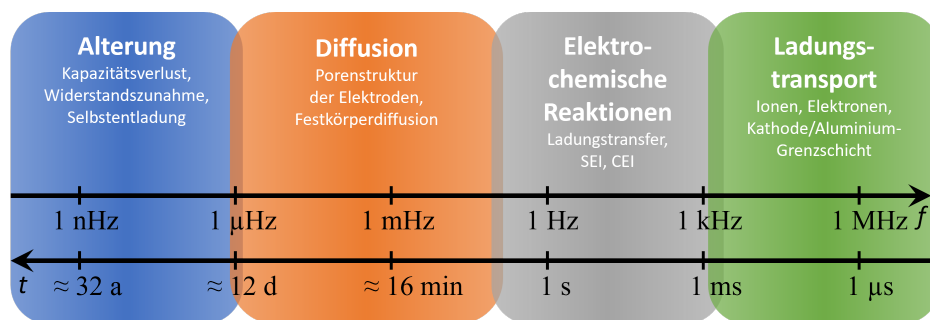 Alterung
Kapazitätsverlust,
Widerstandszunahme,
Selbstentladung
Diffusion
Porenstruktur
der Elektroden,
Festkörperdiffusion
Elektro-
chemische
Reaktionen
Ladungstransfer,
SEI, CEI
Ladungs-
transport
Ionen, Elektronen,
Kathode/Aluminium-
Grenzschicht
1 nHz 1 µHz 1 mHz 1 Hz 1 kHz 1 MHz f
t ≈ 32 a ≈ 12 d ≈ 16 min 1 s 1 ms 1 µs